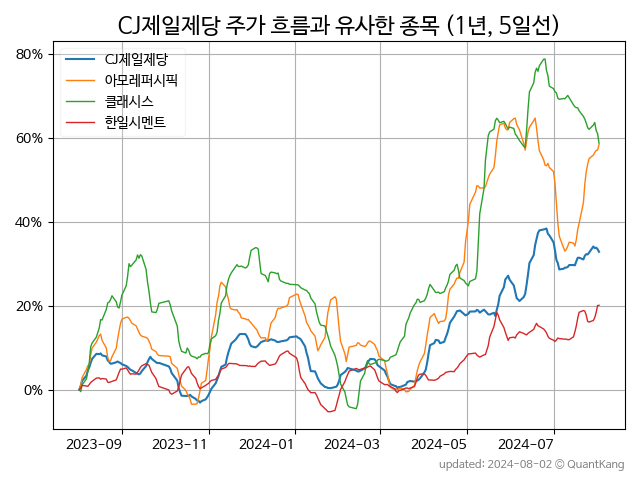 CJ제일제당 주가 흐름과 유사한 종목 (1년, 5일선)
80%
60%
40%
20%
0%
CJ제일제당
아모레퍼시픽
클래시스
한일시멘트
2023-09
2023-11
2024-01
2024-03
2024-05
2024-07
updated: 2024-08-02 ⓒ QuantKang